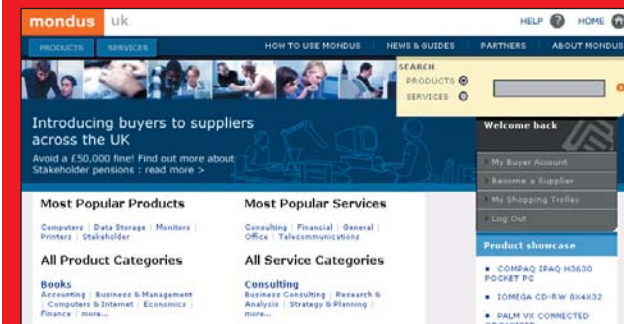 mondus uk
HELP ? HOME
PRODUCTS SERVICES HOW TO USE MONDUS NEWS & GUIDES PARTNERS ABOUT MONDUS
SEARCH
PRODUCTS
SERVICES
Introducing buyers to suppliers
across the UK
Avoid a £50,000 fine! Find out more about
Stakeholder pensions : read more >
Welcome back
My Buyer Account
Become a Supplier
My Shopping Trolley
Log Out
Most Popular Products
Computers | Data Storage | Monitors |
Printers | Stakeholder
Most Popular Services
Consulting | Financial | General |
Office | Telecommunications
All Product Categories
Books
Accounting | Business & Management
| Computers & Internet | Economics |
Finance | more...
All Service Categories
Consulting
Business Consulting | Research &
Analysis | Strategy & Planning |
more...
Product showcase
COMPAQ IPAQ H3630
POCKET PC
IOMEGA CD-RW 8X4X32
PALM VX CONNECTED